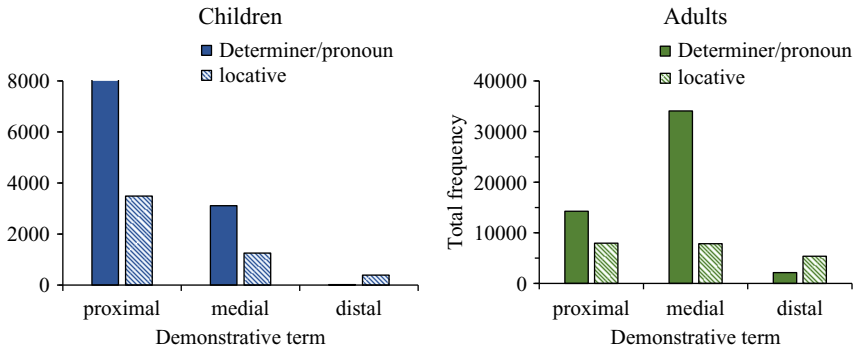 Children
Determiner/pronoun
locative
8000
6000
4000
2000
0
proximal medial distal
Demonstrative term
Adults
Determiner/pronoun
locative
Total frequency
40000
30000
20000
10000
0
proximal medial distal
Demonstrative term